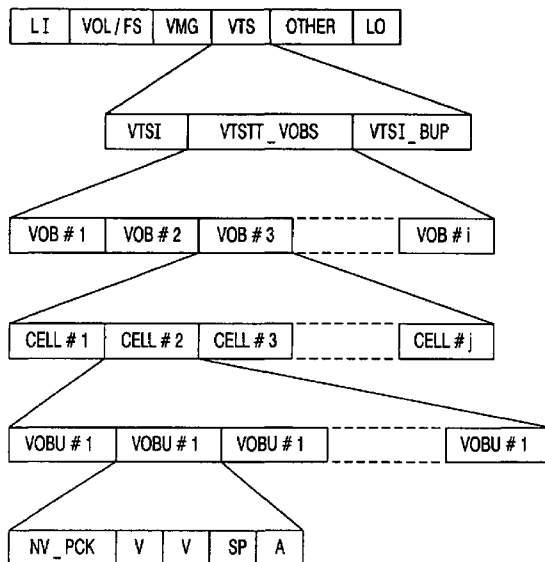 LI VOL/FS VMG VTS OTHER LO
VTSI VTSTT_VOBS VTSI_BUP
VOB #1 VOB #2 VOB #3 VOB #i
CELL #1 CELL #2 CELL #3 CELL #j
VOBU #1 VOBU #1 VOBU #1 VOBU #1
NV_PCK V V SP A